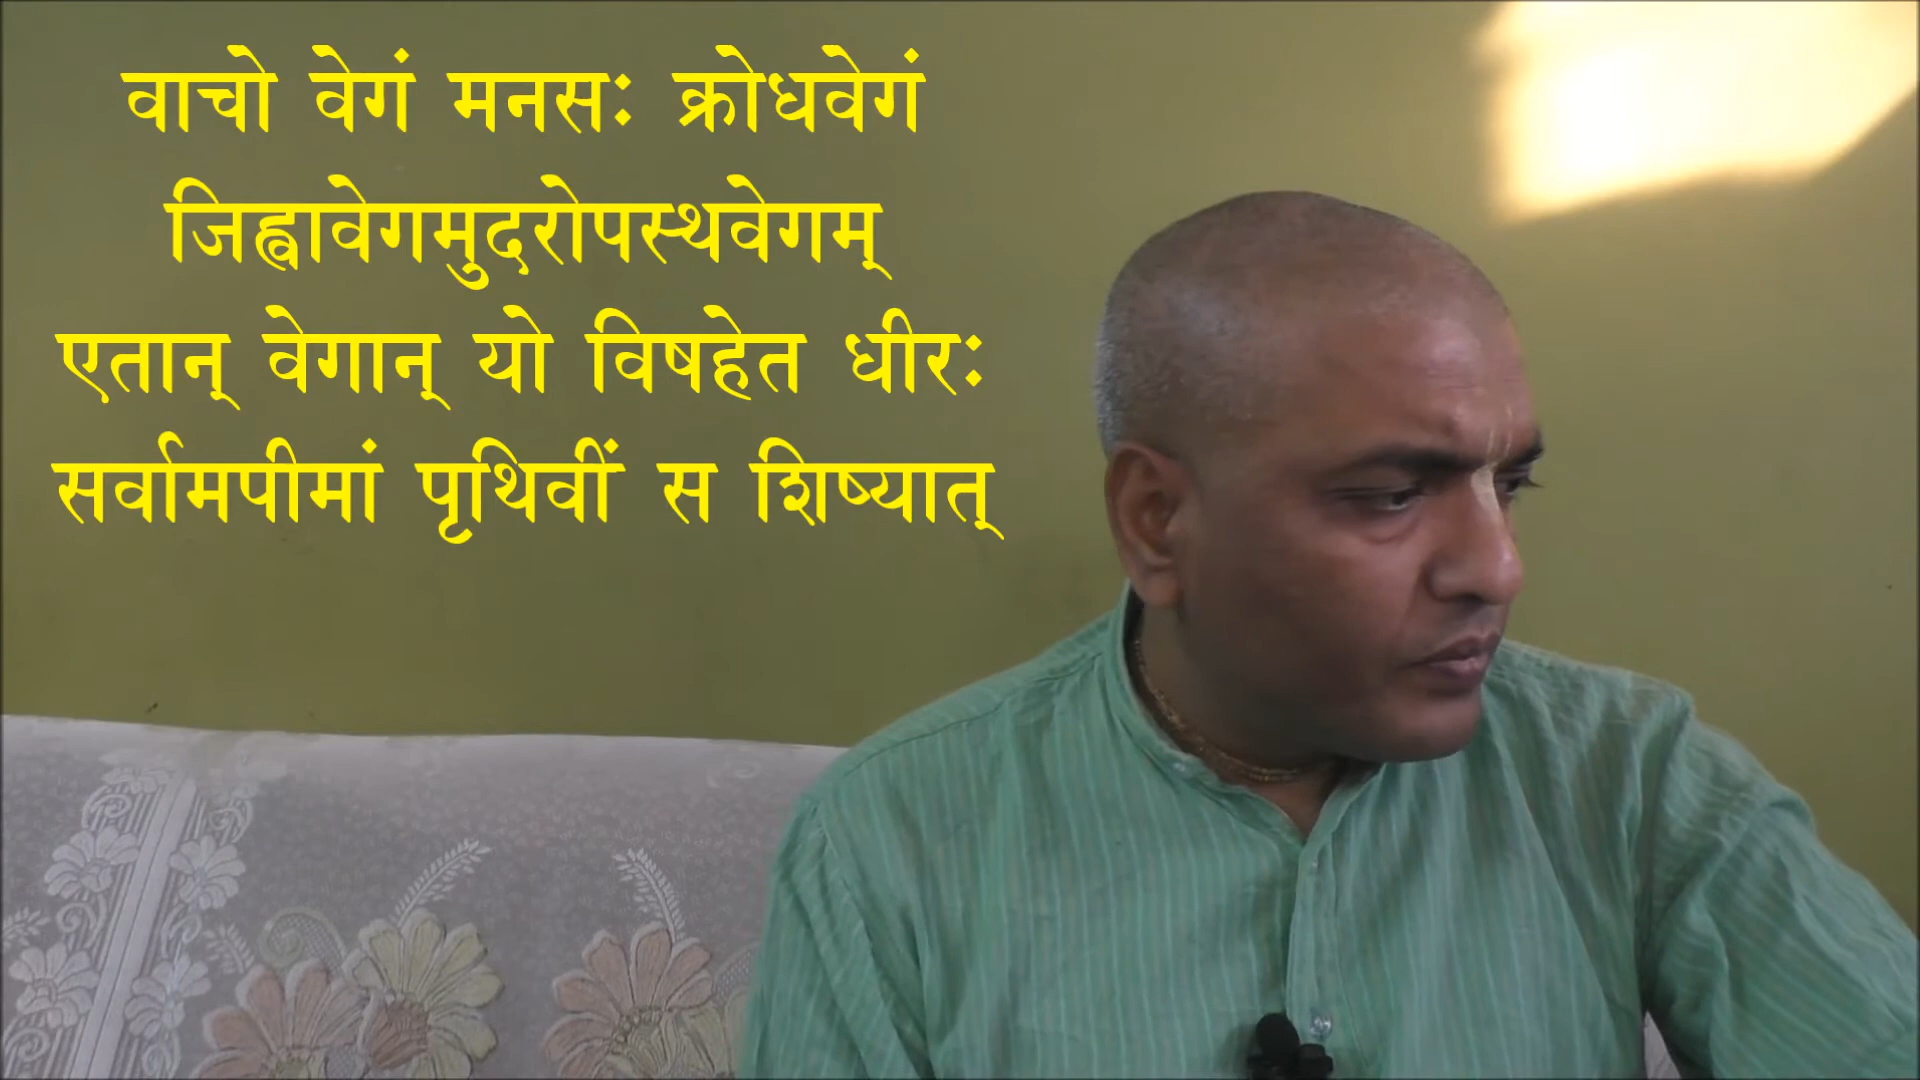 वाचो वेगं मनसः क्रोधवेगं
जिह्वावेगमुदरोपस्थवेगम्
एतान् वेगान् यो विषहेत धीरः
सर्वामपीमां पृथिवीं स शिष्यात्